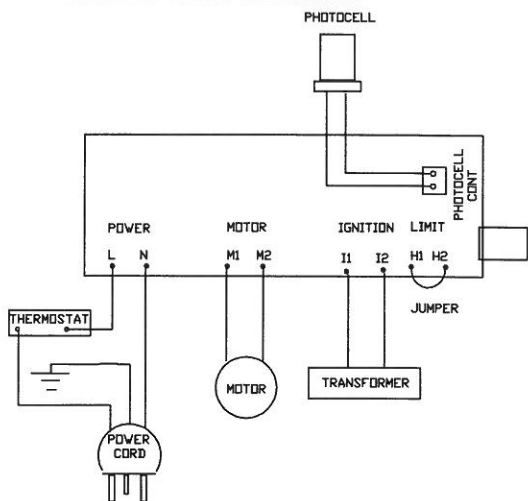 PHOTOCELL
PHOTOCELL
CONT
POWER
MOTOR
IGNITION
LIMIT
L
N
M1
M2
I1
I2
H1
H2
JUMPER
THERMOSTAT
MOTOR
TRANSFORMER
POWER
CORD